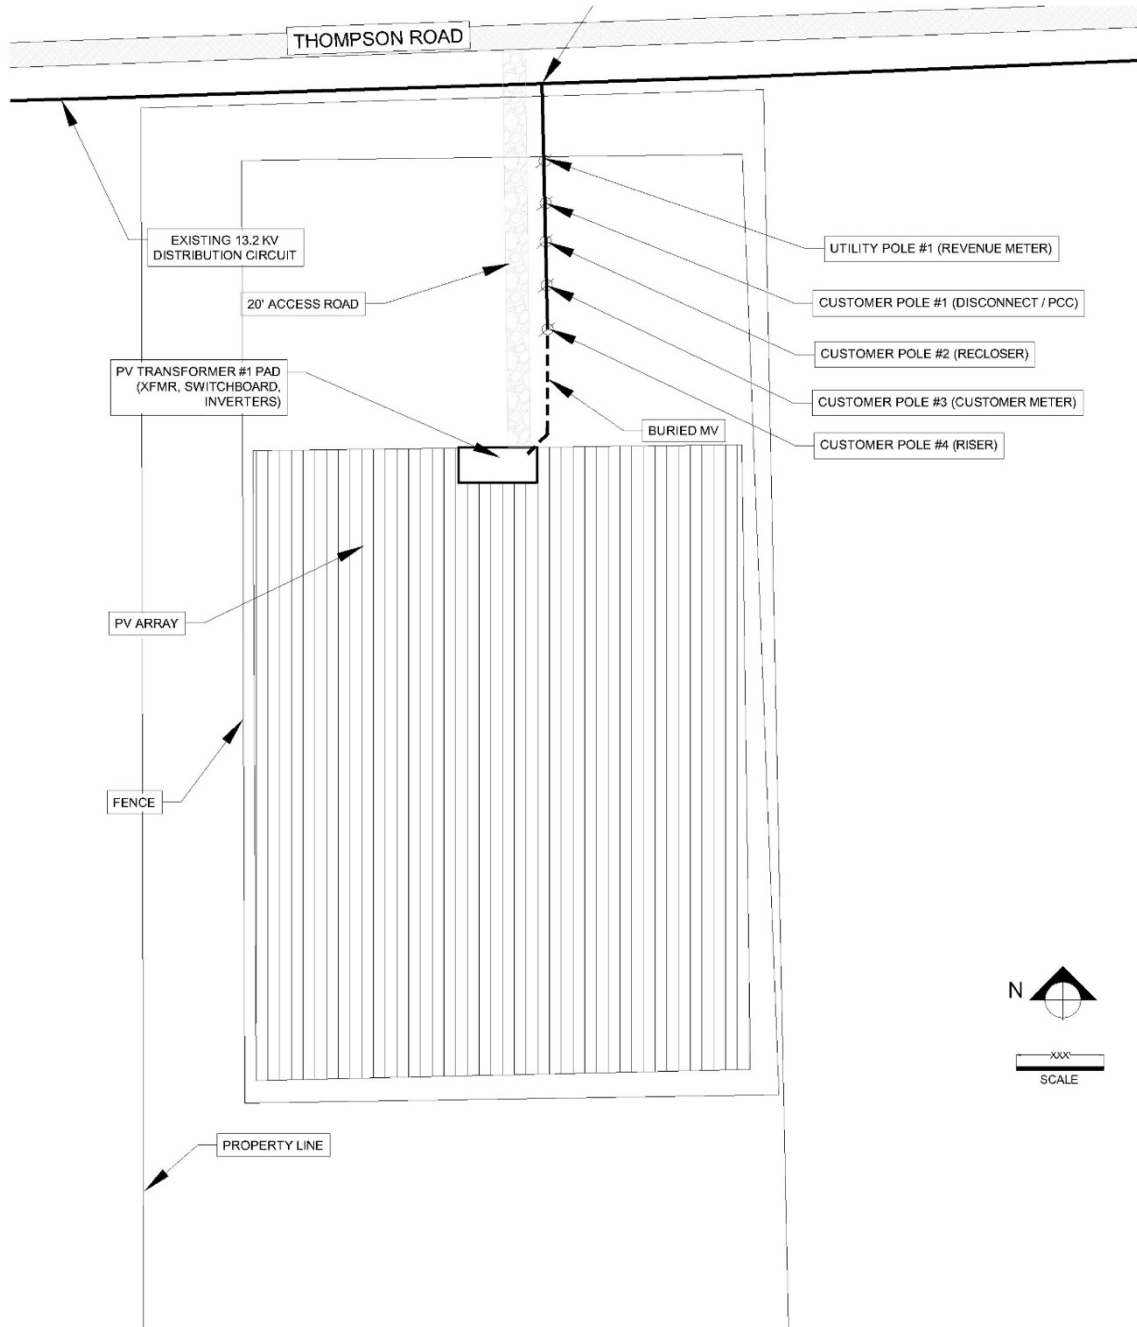 THOMPSON ROAD
EXISTING 13.2 KV
DISTRIBUTION CIRCUIT
UTILITY POLE #1 (REVENUE METER)
20' ACCESS ROAD
CUSTOMER POLE #1 (DISCONNECT / PCC)
CUSTOMER POLE #2 (RECLOSER)
PV TRANSFORMER #1 PAD
(XFMR, SWITCHBOARD,
INVERTERS)
CUSTOMER POLE #3 (CUSTOMER METER)
BURIED MV
CUSTOMER POLE #4 (RISER)
PV ARRAY
FENCE
N
XXX'
SCALE
PROPERTY LINE